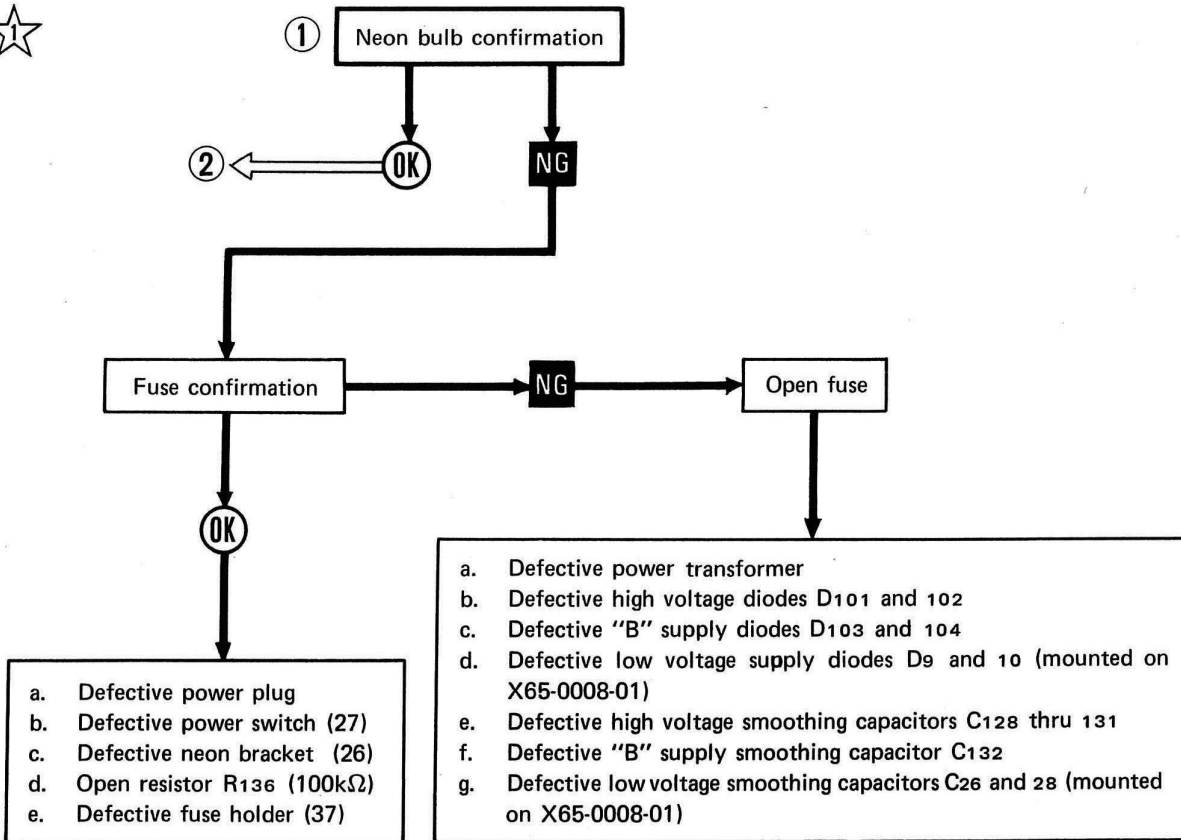 1
① Neon bulb confirmation
② OK NG
Fuse confirmation NG Open fuse
OK
a. Defective power transformer
b. Defective high voltage diodes D101 and 102
c. Defective "B" supply diodes D103 and 104
d. Defective low voltage supply diodes D9 and 10 (mounted on
X65-0008-01)
e. Defective high voltage smoothing capacitors C128 thru 131
f. Defective "B" supply smoothing capacitor C132
g. Defective low voltage smoothing capacitors C26 and 28 (mounted
on X65-0008-01)
a. Defective power plug
b. Defective power switch (27)
c. Defective neon bracket (26)
d. Open resistor R136 (100kΩ)
e. Defective fuse holder (37)